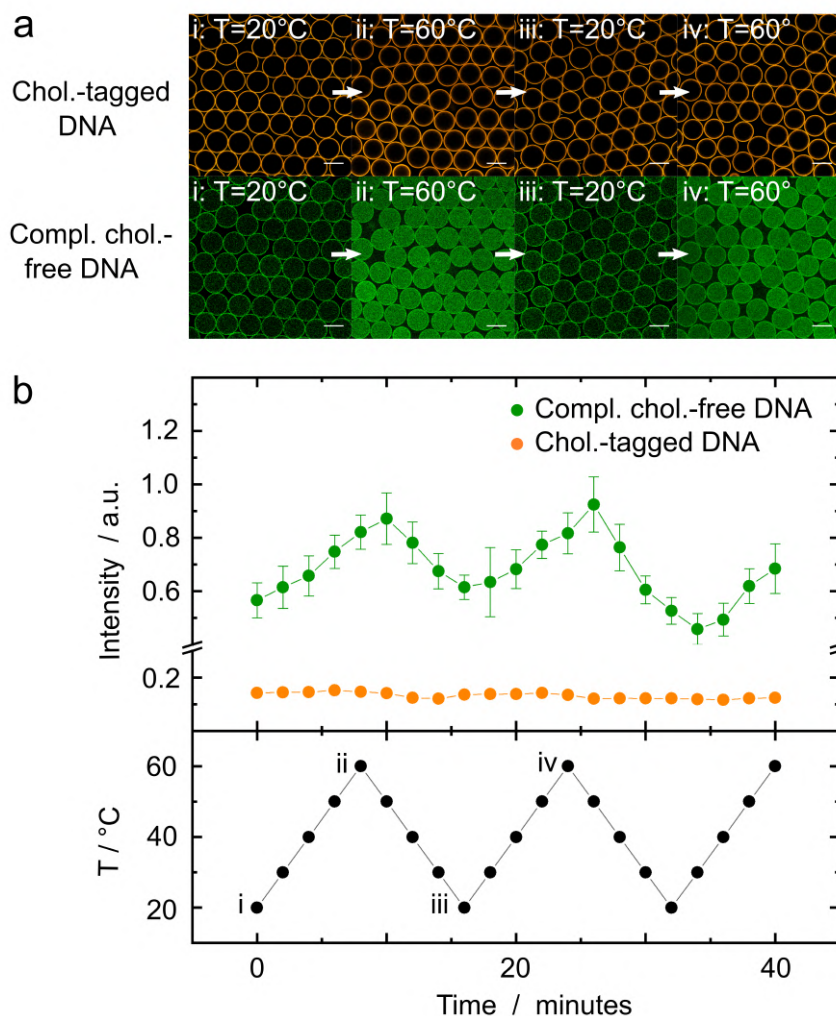 a
i: T=20°C ii: T=60°C iii: T=20°C iv: T=60°
Chol.-tagged
DNA
i: T=20°C ii: T=60°C iii: T=20°C iv: T=60°
Compl. chol.-
free DNA
b
Compl. chol.-free DNA
Chol.-tagged DNA
1.2
1.0
0.8
0.6
0.2
Intensity / a.u.
60
40
20
T / °C
i
ii
iii
iv
0 20 40
Time / minutes